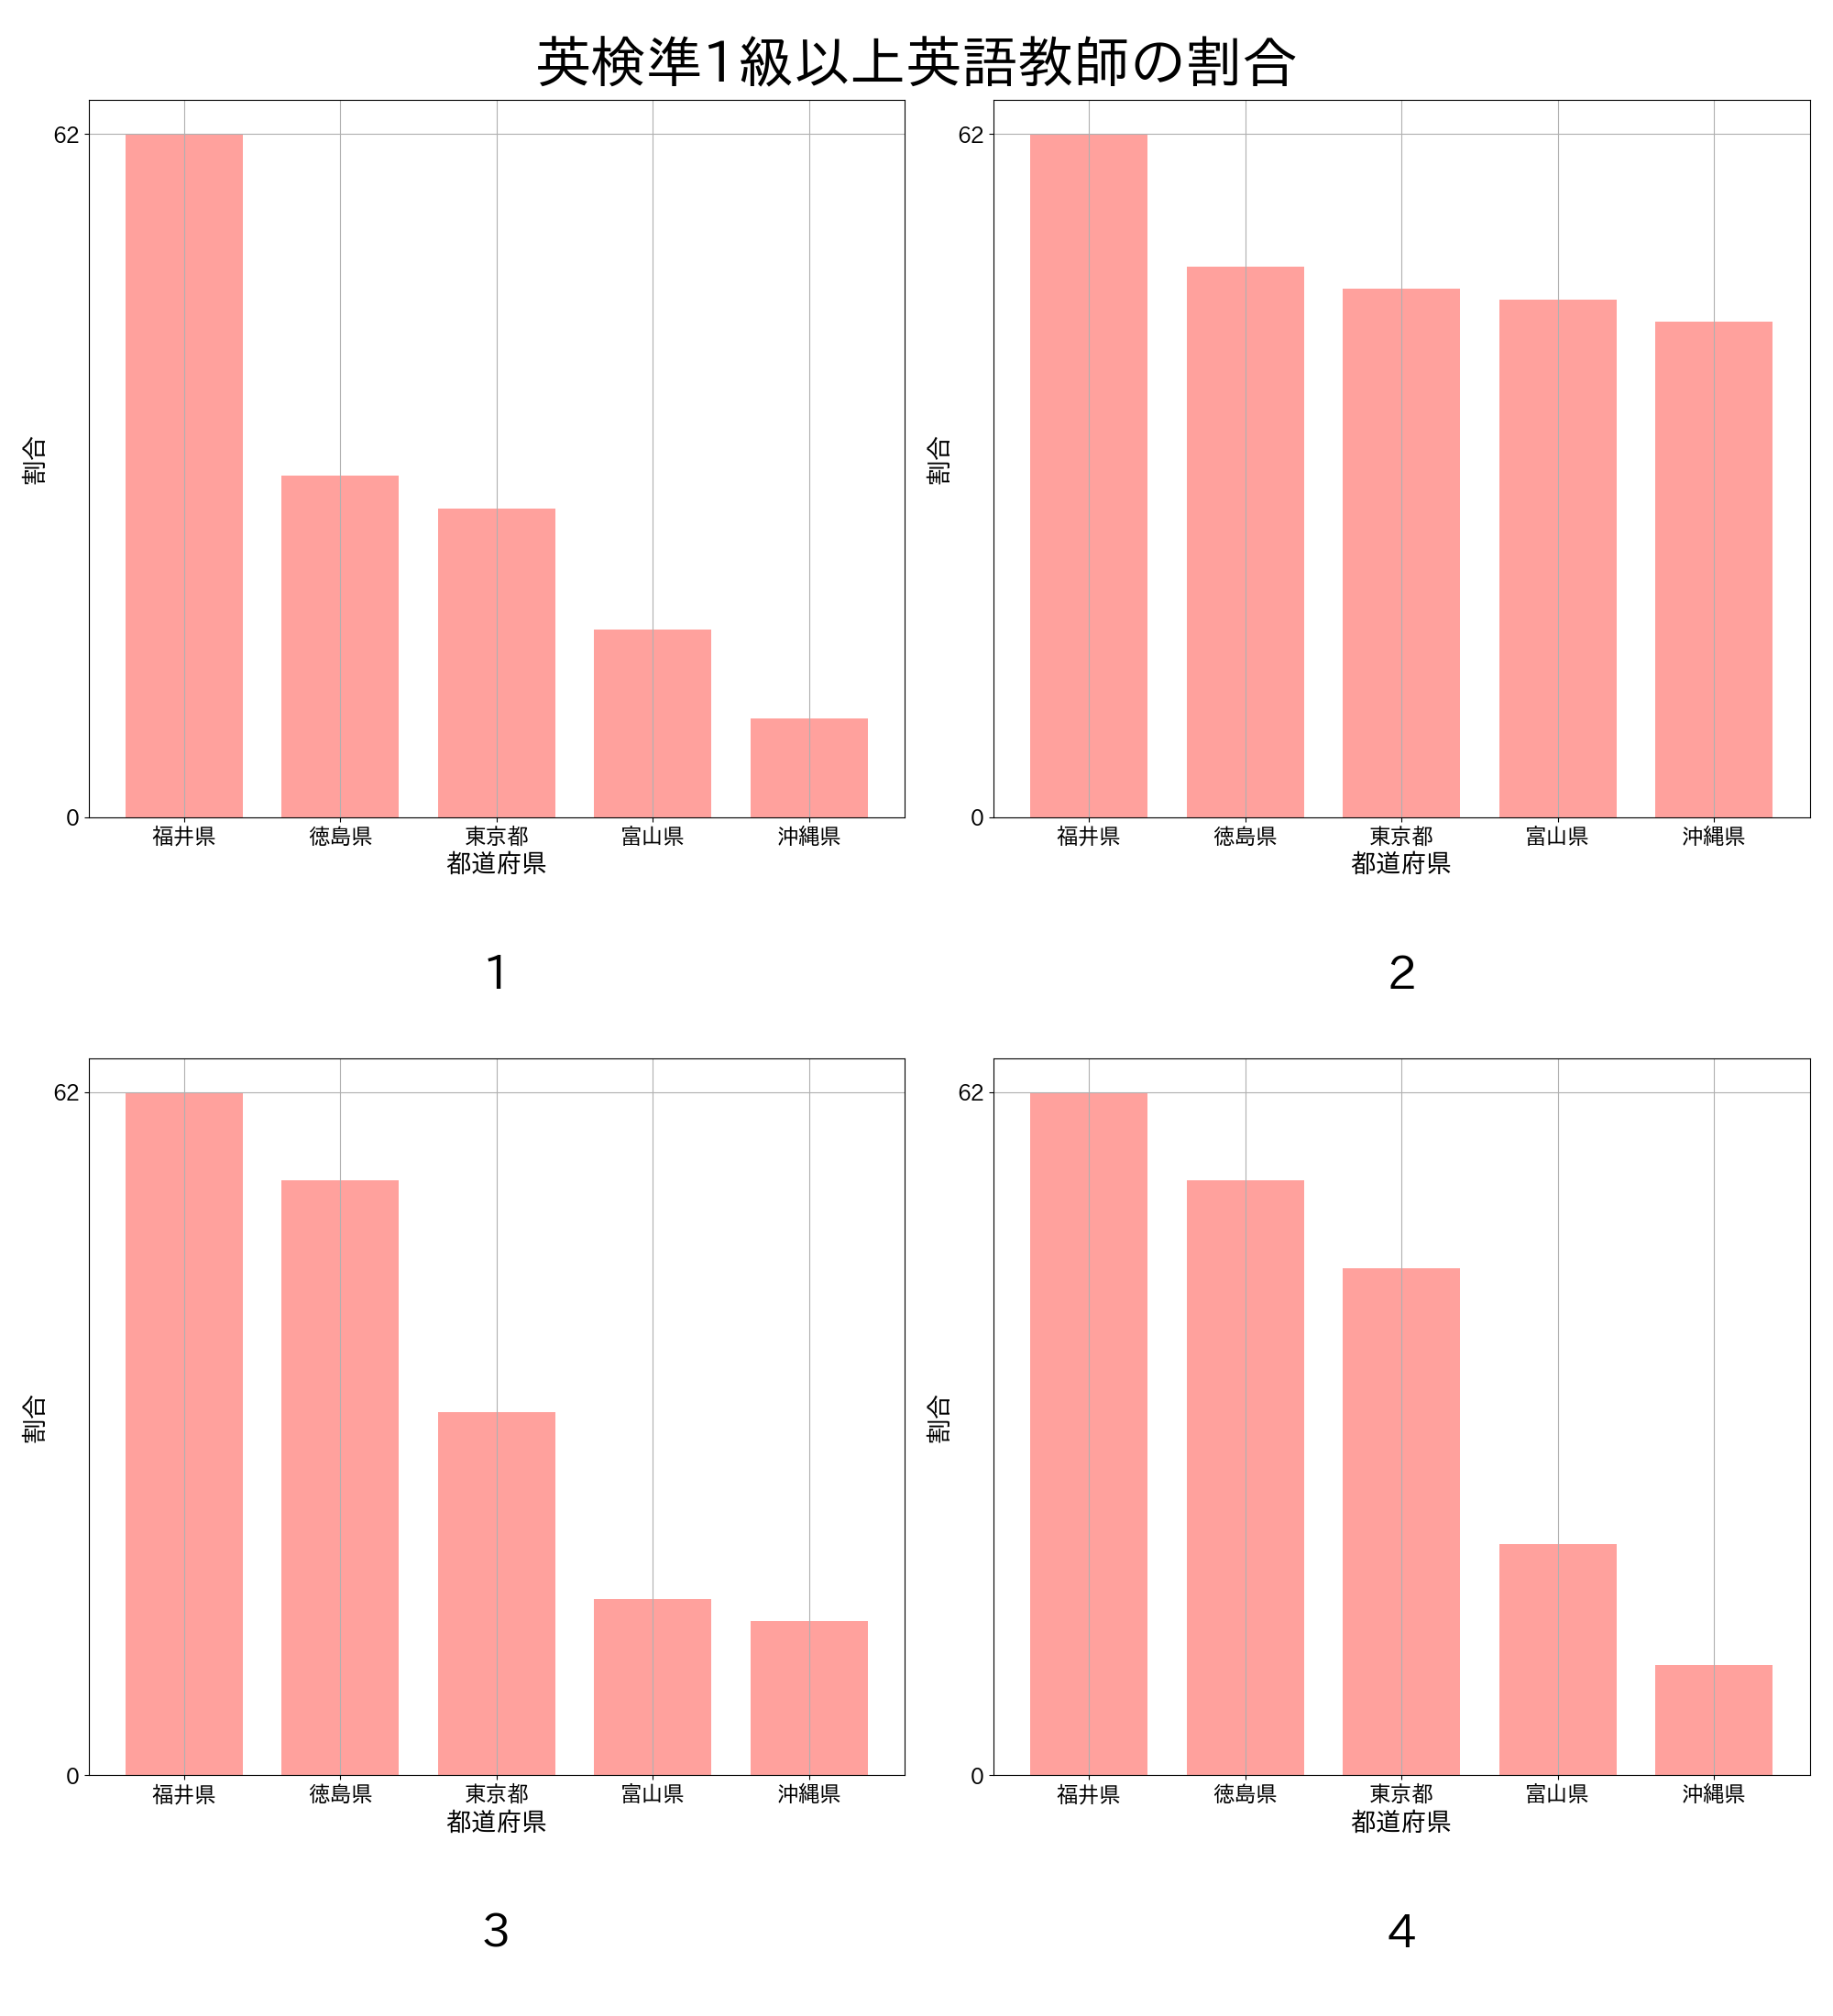 英検準1級以上英語教師の割合
62
0
割合
福井県 徳島県 東京都 富山県 沖縄県
都道府県
1
62
0
割合
福井県 徳島県 東京都 富山県 沖縄県
都道府県
2
62
0
割合
福井県 徳島県 東京都 富山県 沖縄県
都道府県
3
62
0
割合
福井県 徳島県 東京都 富山県 沖縄県
都道府県
4